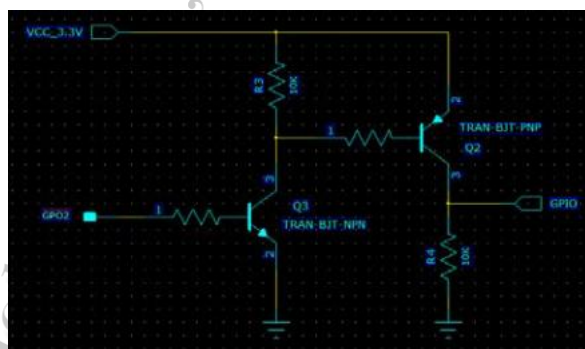 VCC_3.3V
R3
10K
1
2
TRAN-BJT-PNP
Q2
3
3
Q3
TRAN-BJT-NPN
GPO2
1
2
GPIO
R4
10K